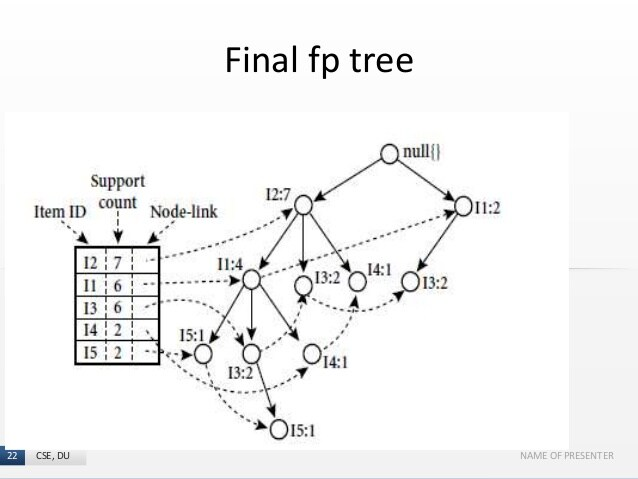 Final fp tree
null{}
Support
count
Item ID
Node-link
I2:7
I1:2
I2 7
I1 6
I3 6
I4 2
I5 2
I1:4
I3:2
I4:1
I3:2
I5:1
I3:2
I4:1
I5:1
22
CSE, DU
NAME OF PRESENTER